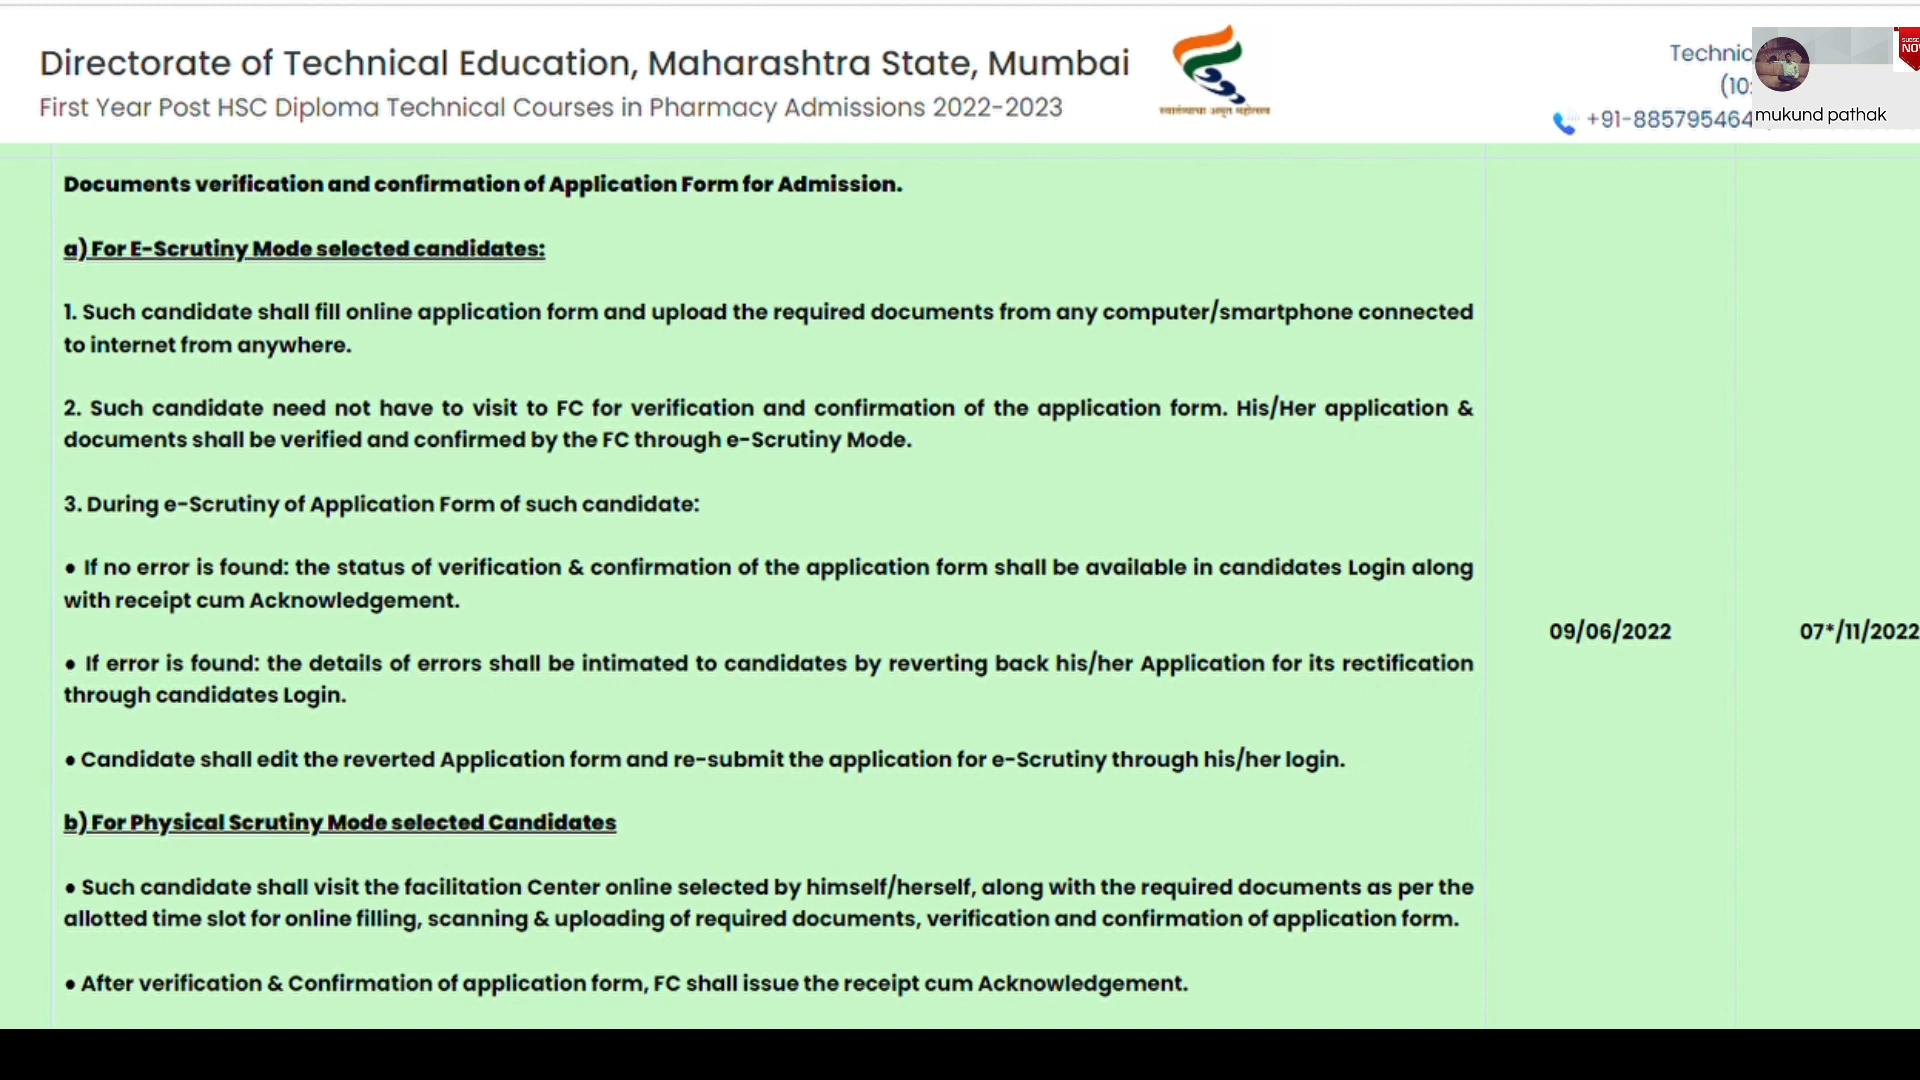 Directorate of Technical Education, Maharashtra State, Mumbai
First Year Post HSC Diploma Technical Courses in Pharmacy Admissions 2022-2023
स्वातंत्र्याचा अमृत महोत्सव
Technic
(10:
+91-885795464
mukund pathak
NO
Documents verification and confirmation of Application Form for Admission.
a) For E-Scrutiny Mode selected candidates:
1. Such candidate shall fill online application form and upload the required documents from any computer/smartphone connected
to internet from anywhere.
2. Such candidate need not have to visit to FC for verification and confirmation of the application form. His/Her application &
documents shall be verified and confirmed by the FC through e-Scrutiny Mode.
3. During e-Scrutiny of Application Form of such candidate:
• If no error is found: the status of verification & confirmation of the application form shall be available in candidates Login along
with receipt cum Acknowledgement.
09/06/2022
07*/11/2022
• If error is found: the details of errors shall be intimated to candidates by reverting back his/her Application for its rectification
through candidates Login.
• Candidate shall edit the reverted Application form and re-submit the application for e-Scrutiny through his/her login.
b) For Physical Scrutiny Mode selected Candidates
• Such candidate shall visit the facilitation Center online selected by himself/herself, along with the required documents as per the
allotted time slot for online filling, scanning & uploading of required documents, verification and confirmation of application form.
• After verification & Confirmation of application form, FC shall issue the receipt cum Acknowledgement.